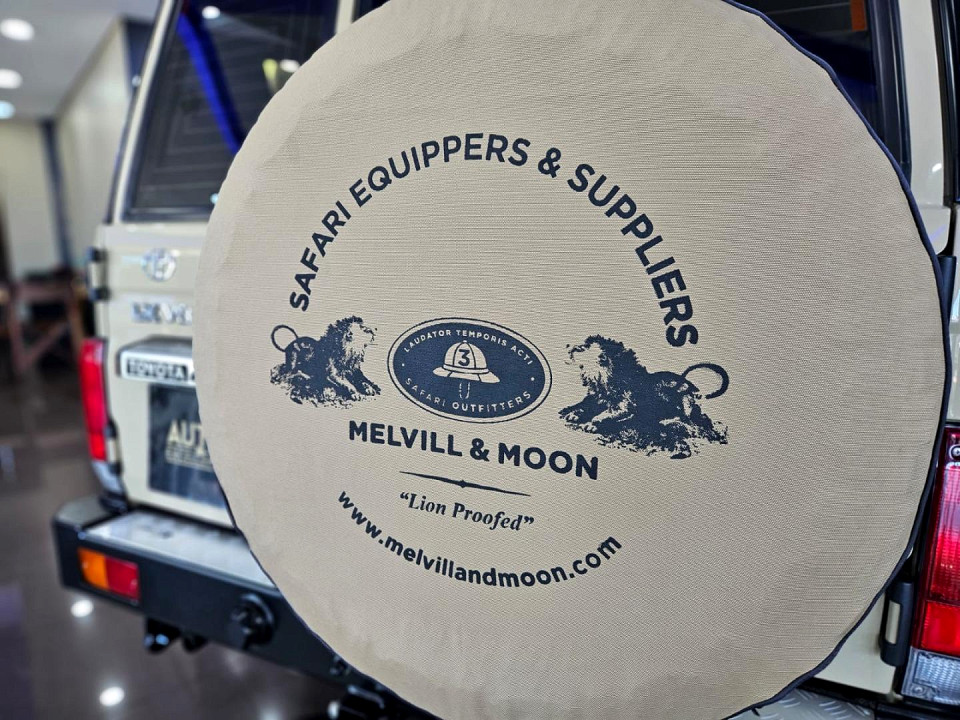 SAFARI EQUIPPERS & SUPPLIERS
LAUDATOR TEMPORIS ACTI
3
SAFARI OUTFITTERS
MELVILL & MOON
“Lion Proofed”
www.melvillandmoon.com
TOYOTA